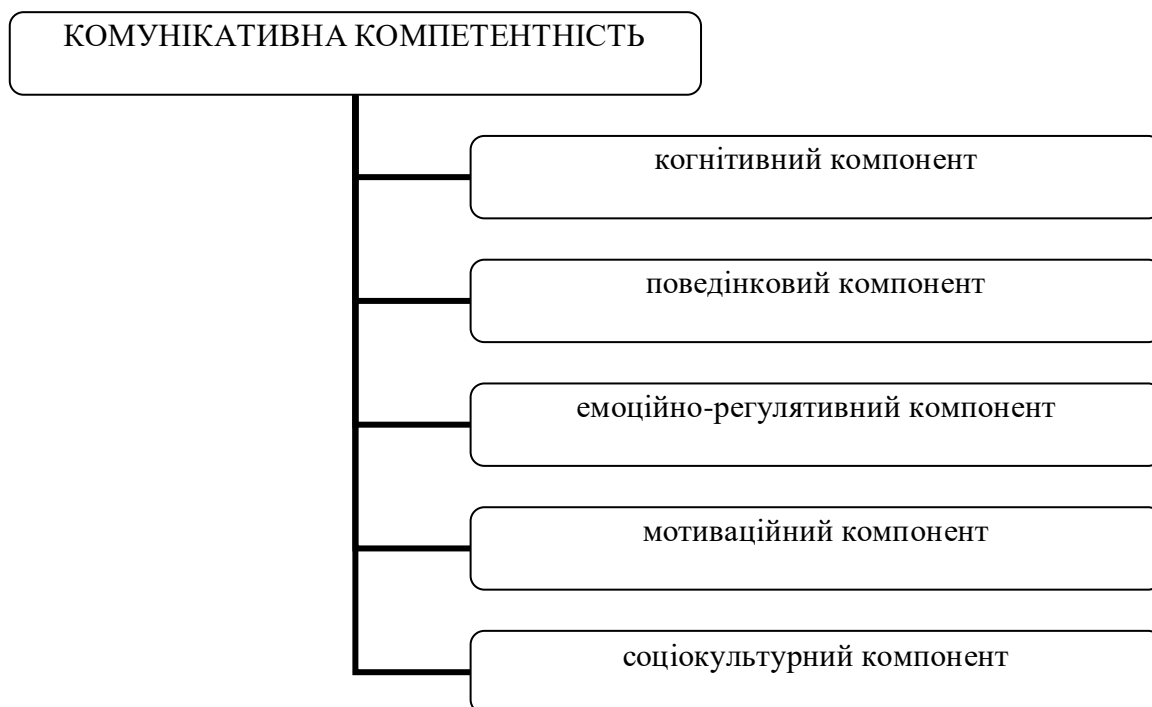 КОМУНІКАТИВНА КОМПЕТЕНТНІСТЬ
когнітивний компонент
поведінковий компонент
емоційно-регулятивний компонент
мотиваційний компонент
соціокультурний компонент